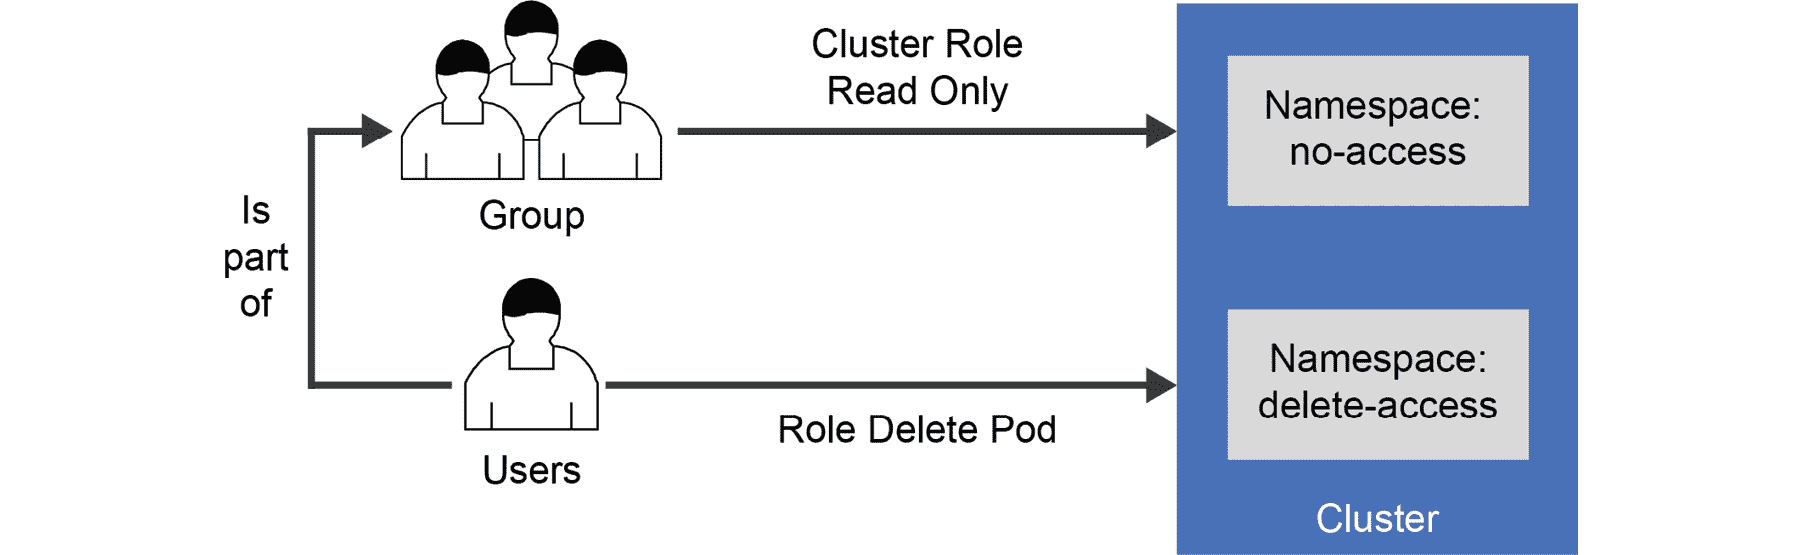 Cluster Role
Read Only
Namespace:
no-access
Group
Is
part
of
Namespace:
delete-access
Role Delete Pod
Users
Cluster